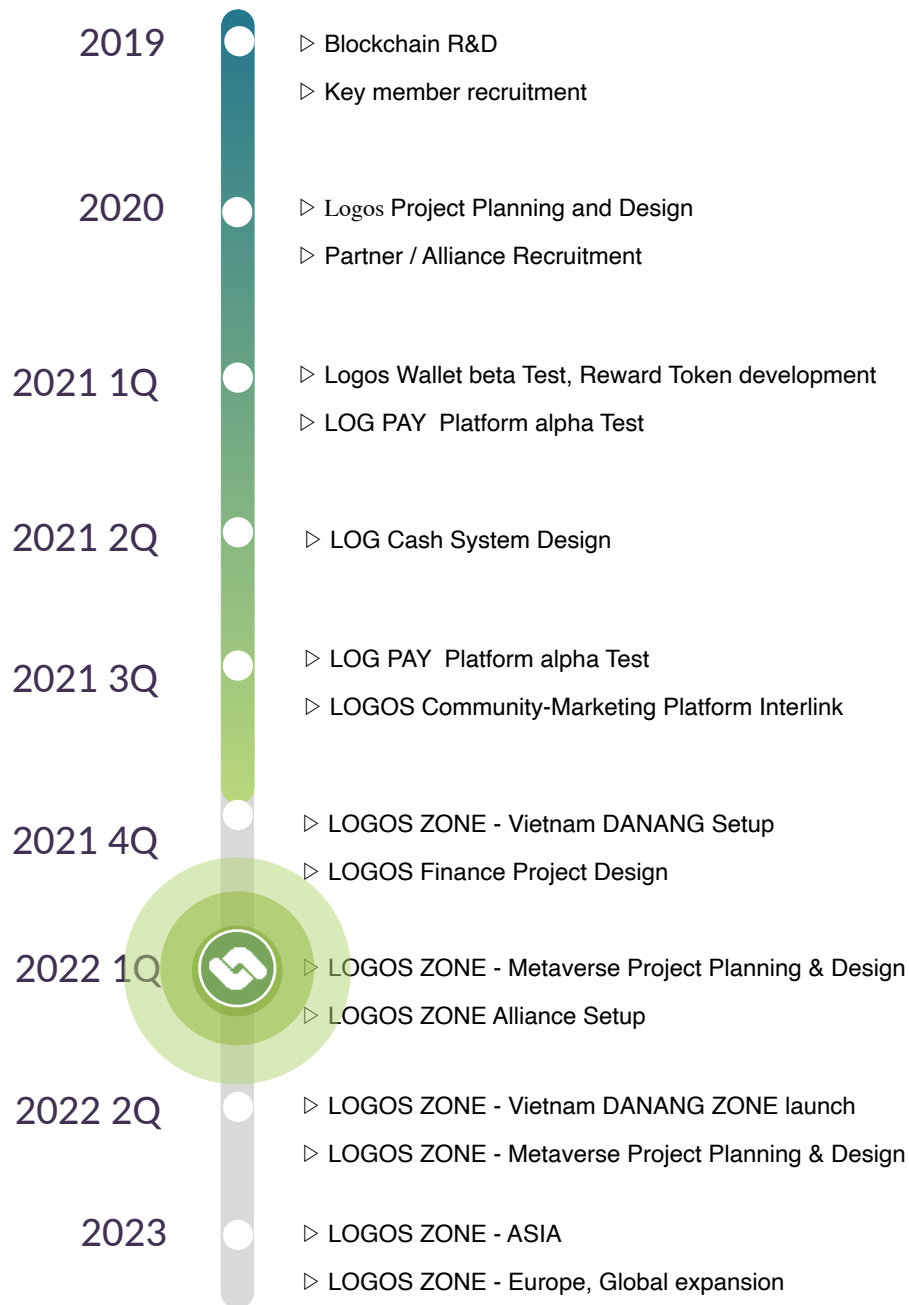 2019
▷ Blockchain R&D
▷ Key member recruitment
2020
▷ Logos Project Planning and Design
▷ Partner / Alliance Recruitment
2021 1Q
▷ Logos Wallet beta Test, Reward Token development
▷ LOG PAY  Platform alpha Test
2021 2Q
▷ LOG Cash System Design
2021 3Q
▷ LOG PAY  Platform alpha Test
▷ LOGOS Community-Marketing Platform Interlink
2021 4Q
▷ LOGOS ZONE - Vietnam DANANG Setup
▷ LOGOS Finance Project Design
2022 1Q
▷ LOGOS ZONE - Metaverse Project Planning & Design
▷ LOGOS ZONE Alliance Setup
2022 2Q
▷ LOGOS ZONE - Vietnam DANANG ZONE launch
▷ LOGOS ZONE - Metaverse Project Planning & Design
2023
▷ LOGOS ZONE - ASIA
▷ LOGOS ZONE - Europe, Global expansion